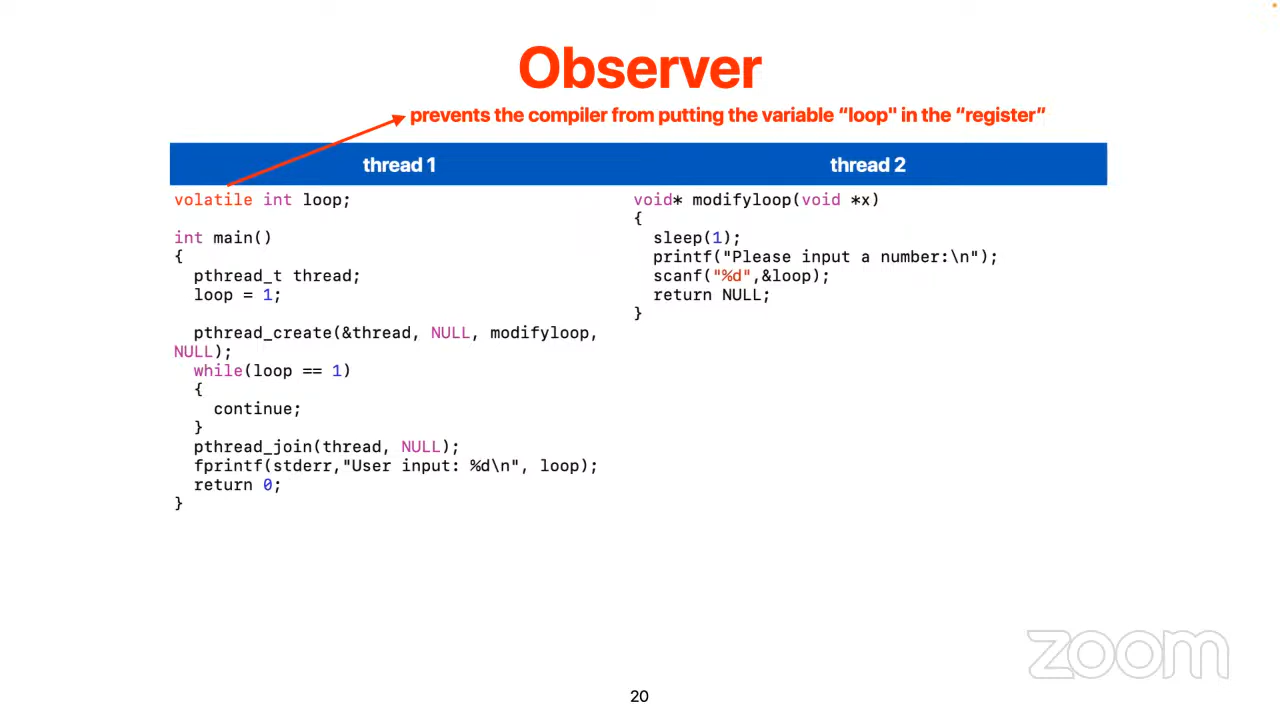 Observer
prevents the compiler from putting the variable “loop" in the “register”
thread 1
thread 2
volatile int loop;
int main()
{
pthread_t thread;
loop = 1;
pthread_create(&thread, NULL, modifyloop,
NULL);
while(loop == 1)
{
continue;
}
pthread_join(thread, NULL);
fprintf(stderr,"User input: %d\n", loop);
return 0;
}
void* modifyloop(void *x)
{
sleep(1);
printf("Please input a number:\n");
scanf("%d",&loop);
return NULL;
}
zoom
20